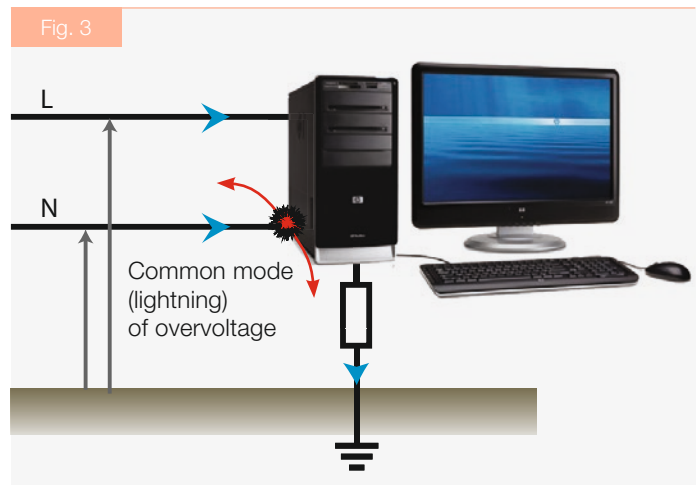 Fig. 3
L
N
Common mode
(lightning)
of overvoltage